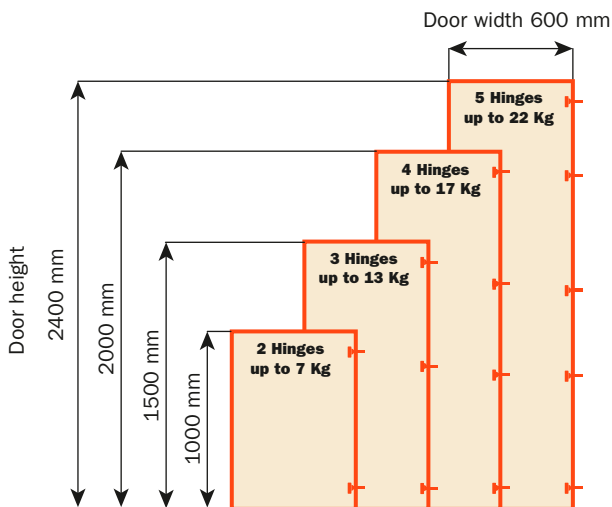 Door width 600 mm
5 Hinges
up to 22 Kg
4 Hinges
up to 17 Kg
3 Hinges
up to 13 Kg
2 Hinges
up to 7 Kg
Door height
2400 mm
2000 mm
1500 mm
1000 mm